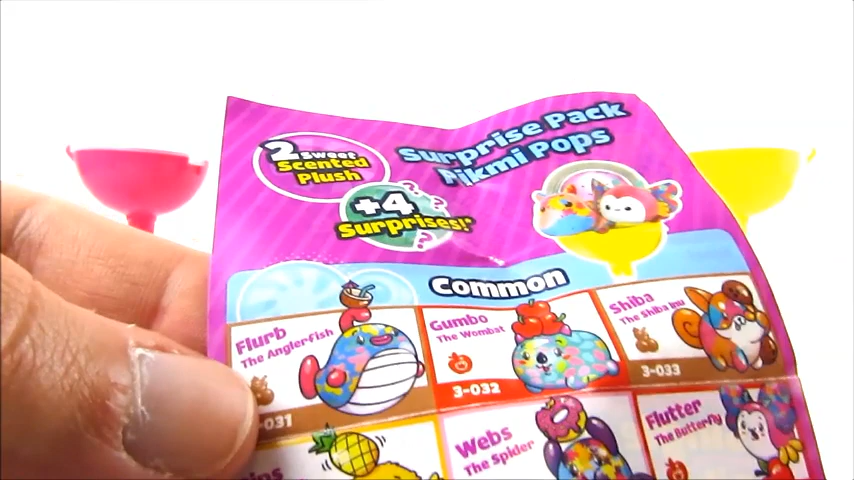 2 Sweet
Scented
Plush
+4
Surprises!*
Surprise Pack
Pikmi Pops
? ? ?
common
Flurb
The Anglerfish
031
Gumbo
The Wombat
3-032
Shiba
The Shiba Inu
3-033
Webs
The Spider
Flutter
The Butterfly